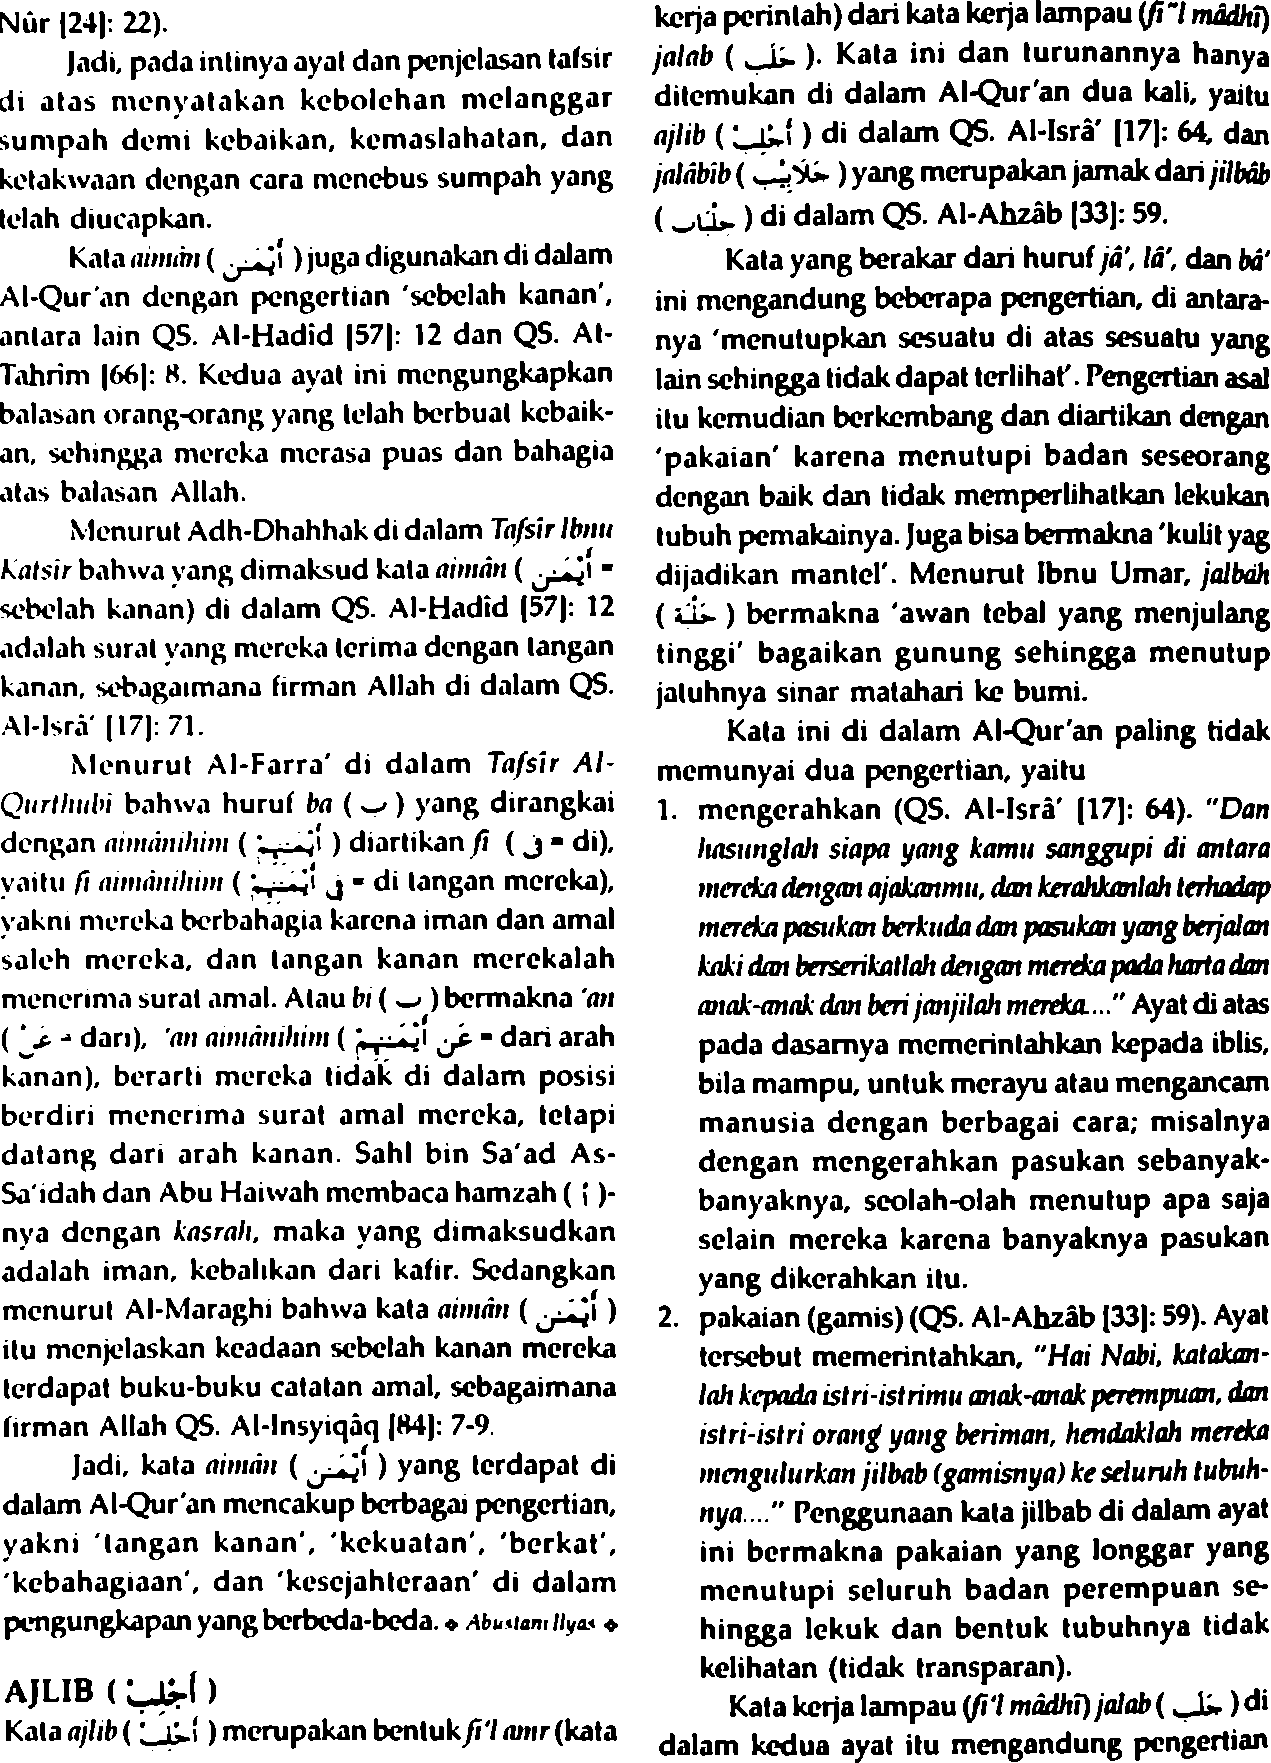 Nûr [24]: 22).
Jadi, pada intinya ayat dan penjelasan tafsir
di atas menyatakan kebolehan melanggar
sumpah demi kebaikan, kemaslahatan, dan
ketakwaan dengan cara menebus sumpah yang
telah diucapkan.
Kata aimân ( أَيْمَٰن ) juga digunakan di dalam
Al-Qur'an dengan pengertian 'sebelah kanan',
antara lain QS. Al-Hadîd [57]: 12 dan QS. At-
Tahrîm [66]: 8. Kedua ayat ini mengungkapkan
balasan orang-orang yang telah berbuat kebaik-
an, sehingga mereka merasa puas dan bahagia
atas balasan Allah.
Menurut Adh-Dhahhak di dalam Tafsîr Ibnu
Katsîr bahwa yang dimaksud kata aimân ( أَيْمَٰن =
sebelah kanan) di dalam QS. Al-Hadîd [57]: 12
adalah surat yang mereka terima dengan tangan
kanan, sebagaimana firman Allah di dalam QS.
Al-Isrâ' [17]: 71.
Menurut Al-Farra' di dalam Tafsîr Al-
Qurthubi bahwa huruf ba ( ب ) yang dirangkai
dengan aimânihim ( أَيْمَٰنِهِمْ ) diartikan fî ( فِى = di),
yaitu fî aimânihim ( فِى أَيْمَٰنِهِمْ = di tangan mereka),
yakni mereka berbahagia karena iman dan amal
saleh mereka, dan tangan kanan merekalah
menerima surat amal. Atau bi ( بِ ) bermakna 'an
( عَنْ = dari), 'an aimânihim ( عَنْ أَيْمَٰنِهِمْ = dari arah
kanan), berarti mereka tidak di dalam posisi
berdiri menerima surat amal mereka, tetapi
datang dari arah kanan. Sahl bin Sa'ad As-
Sa'idah dan Abu Haiwah membaca hamzah ( أ )-
nya dengan kasrah, maka yang dimaksudkan
adalah iman, kebalikan dari kafir. Sedangkan
menurut Al-Maraghi bahwa kata aimân ( أَيْمَٰن )
itu menjelaskan keadaan sebelah kanan mereka
terdapat buku-buku catatan amal, sebagaimana
firman Allah QS. Al-Insyiqâq [84]: 7-9.
Jadi, kata aimân ( أَيْمَٰن ) yang terdapat di
dalam Al-Qur'an mencakup berbagai pengertian,
yakni 'tangan kanan', 'kekuatan', 'berkat',
'kebahagiaan', dan 'kesejahteraan' di dalam
pengungkapan yang berbeda-beda. ✦ Abustani Ilyas ✦
AJLIB ( أَجْلِبْ )
Kata ajlib ( أَجْلِبْ ) merupakan bentuk fi'l amr (kata
kerja perintah) dari kata kerja lampau (fi'l mâdhî)
jalab ( جَلَب ). Kata ini dan turunannya hanya
ditemukan di dalam Al-Qur'an dua kali, yaitu
ajlib ( أَجْلِبْ ) di dalam QS. Al-Isrâ' [17]: 64, dan
jalâbîb ( جَلَابِيْب ) yang merupakan jamak dari jilbâb
( جِلْبَاب ) di dalam QS. Al-Ahzâb [33]: 59.
Kata yang berakar dari huruf jâ', lâ', dan bâ'
ini mengandung beberapa pengertian, di antara-
nya 'menutupkan sesuatu di atas sesuatu yang
lain sehingga tidak dapat terlihat'. Pengertian asal
itu kemudian berkembang dan diartikan dengan
'pakaian' karena menutupi badan seseorang
dengan baik dan tidak memperlihatkan lekukan
tubuh pemakainya. Juga bisa bermakna 'kulit yag
dijadikan mantel'. Menurut Ibnu Umar, jalbah
( جَلْبَة ) bermakna 'awan tebal yang menjulang
tinggi' bagaikan gunung sehingga menutup
jatuhnya sinar matahari ke bumi.
Kata ini di dalam Al-Qur'an paling tidak
memunyai dua pengertian, yaitu
1. mengerahkan (QS. Al-Isrâ' [17]: 64). "Dan
hasunglah siapa yang kamu sanggupi di antara
mereka dengan ajakanmu, dan kerahkanlah terhadap
mereka pasukan berkuda dan pasukan yang berjalan
kaki dan berserikatlah dengan mereka pada harta dan
anak-anak dan beri janjilah mereka...." Ayat di atas
pada dasarnya memerintahkan kepada iblis,
bila mampu, untuk merayu atau mengancam
manusia dengan berbagai cara; misalnya
dengan mengerahkan pasukan sebanyak-
banyaknya, seolah-olah menutup apa saja
selain mereka karena banyaknya pasukan
yang dikerahkan itu.
2. pakaian (gamis) (QS. Al-Ahzâb [33]: 59). Ayat
tersebut memerintahkan, "Hai Nabi, katakan-
lah kepada istri-istrimu anak-anak perempuan, dan
istri-istri orang yang beriman, hendaklah mereka
mengulurkan jilbab (gamisnya) ke seluruh tubuh-
nya...." Penggunaan kata jilbab di dalam ayat
ini bermakna pakaian yang longgar yang
menutupi seluruh badan perempuan se-
hingga lekuk dan bentuk tubuhnya tidak
kelihatan (tidak transparan).
Kata kerja lampau (fi'l mâdhî) jalab ( جَلَب ) di
dalam kedua ayat itu mengandung pengertian